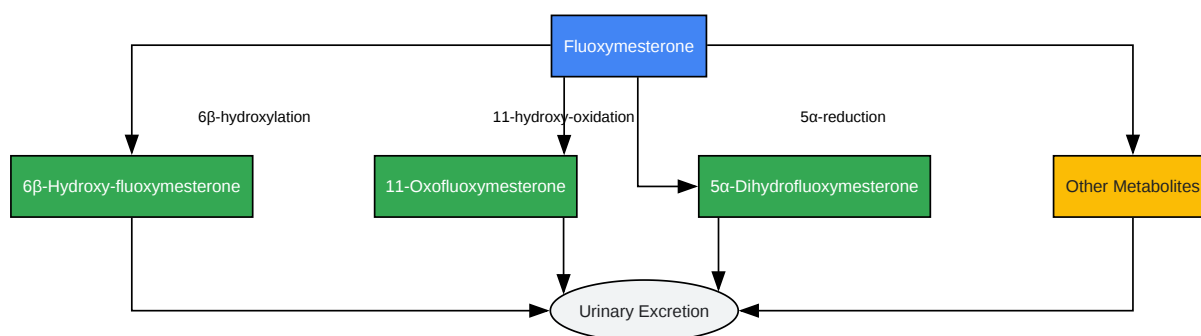 Fluoxymesterone
6β-hydroxylation
11-hydroxy-oxidation
5α-reduction
6β-Hydroxy-fluoxymesterone
11-Oxofluoxymesterone
5α-Dihydrofluoxymesterone
Other Metabolites
Urinary Excretion